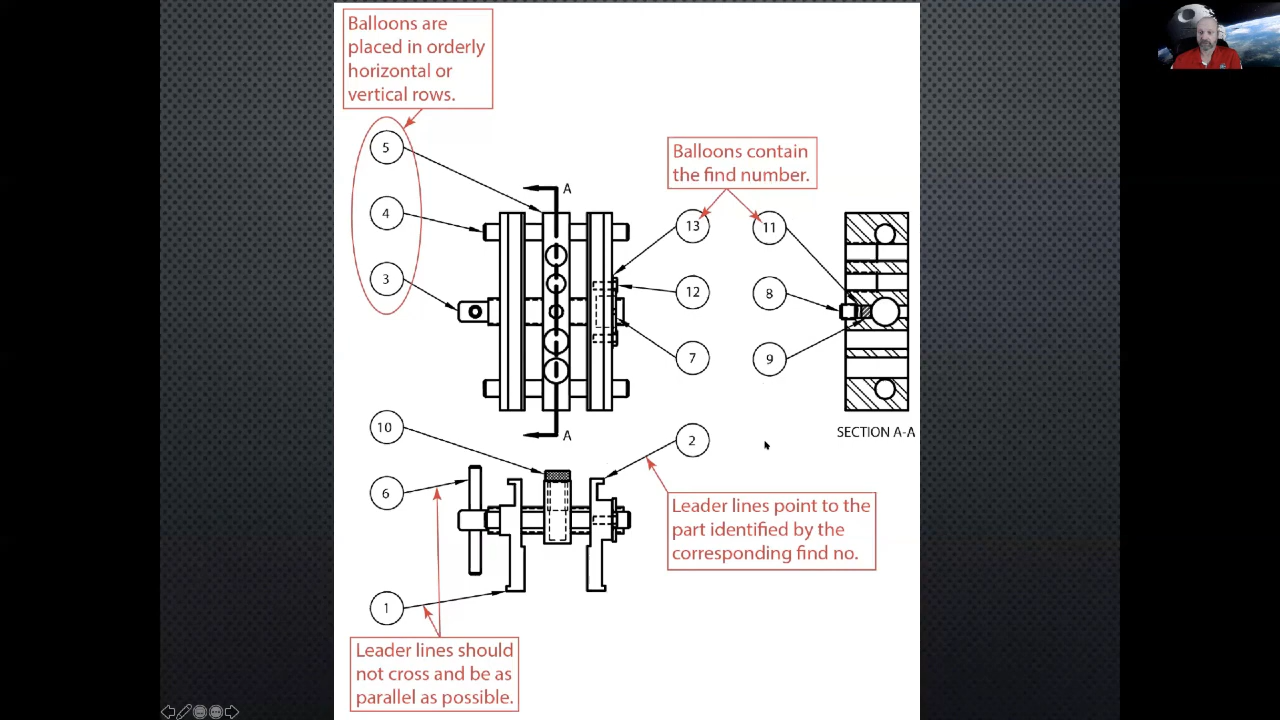 Balloons are
placed in orderly
horizontal or
vertical rows.
5
A
Balloons contain
the find number.
4
13
11
3
12
8
7
9
10
A
2
SECTION A-A
6
Leader lines point to the
part identified by the
corresponding find no.
1
Leader lines should
not cross and be as
parallel as possible.